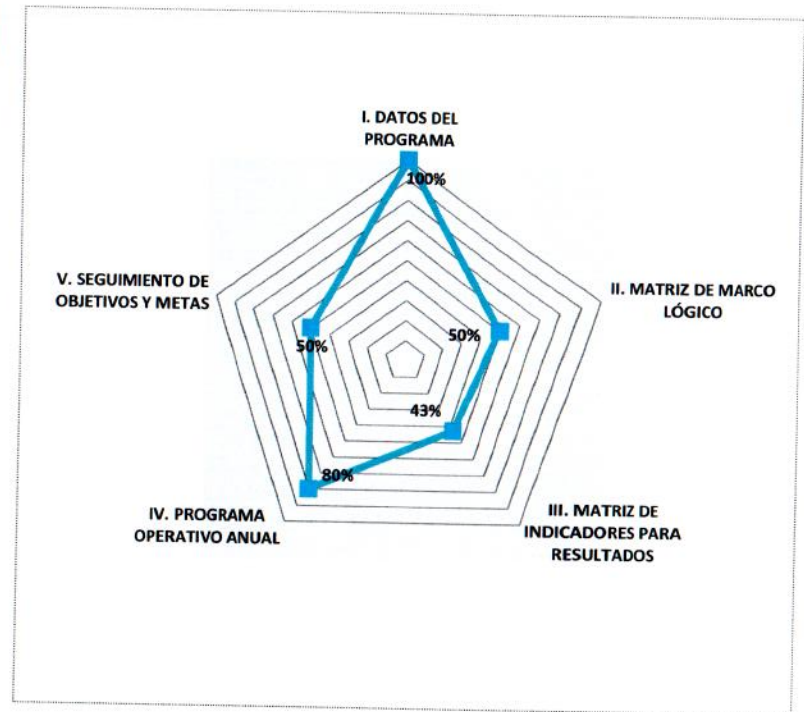 I. DATOS DEL
PROGRAMA
100%
II. MATRIZ DE MARCO
LÓGICO
50%
III. MATRIZ DE
INDICADORES PARA
RESULTADOS
43%
IV. PROGRAMA
OPERATIVO ANUAL
80%
V. SEGUIMIENTO DE
OBJETIVOS Y METAS
50%